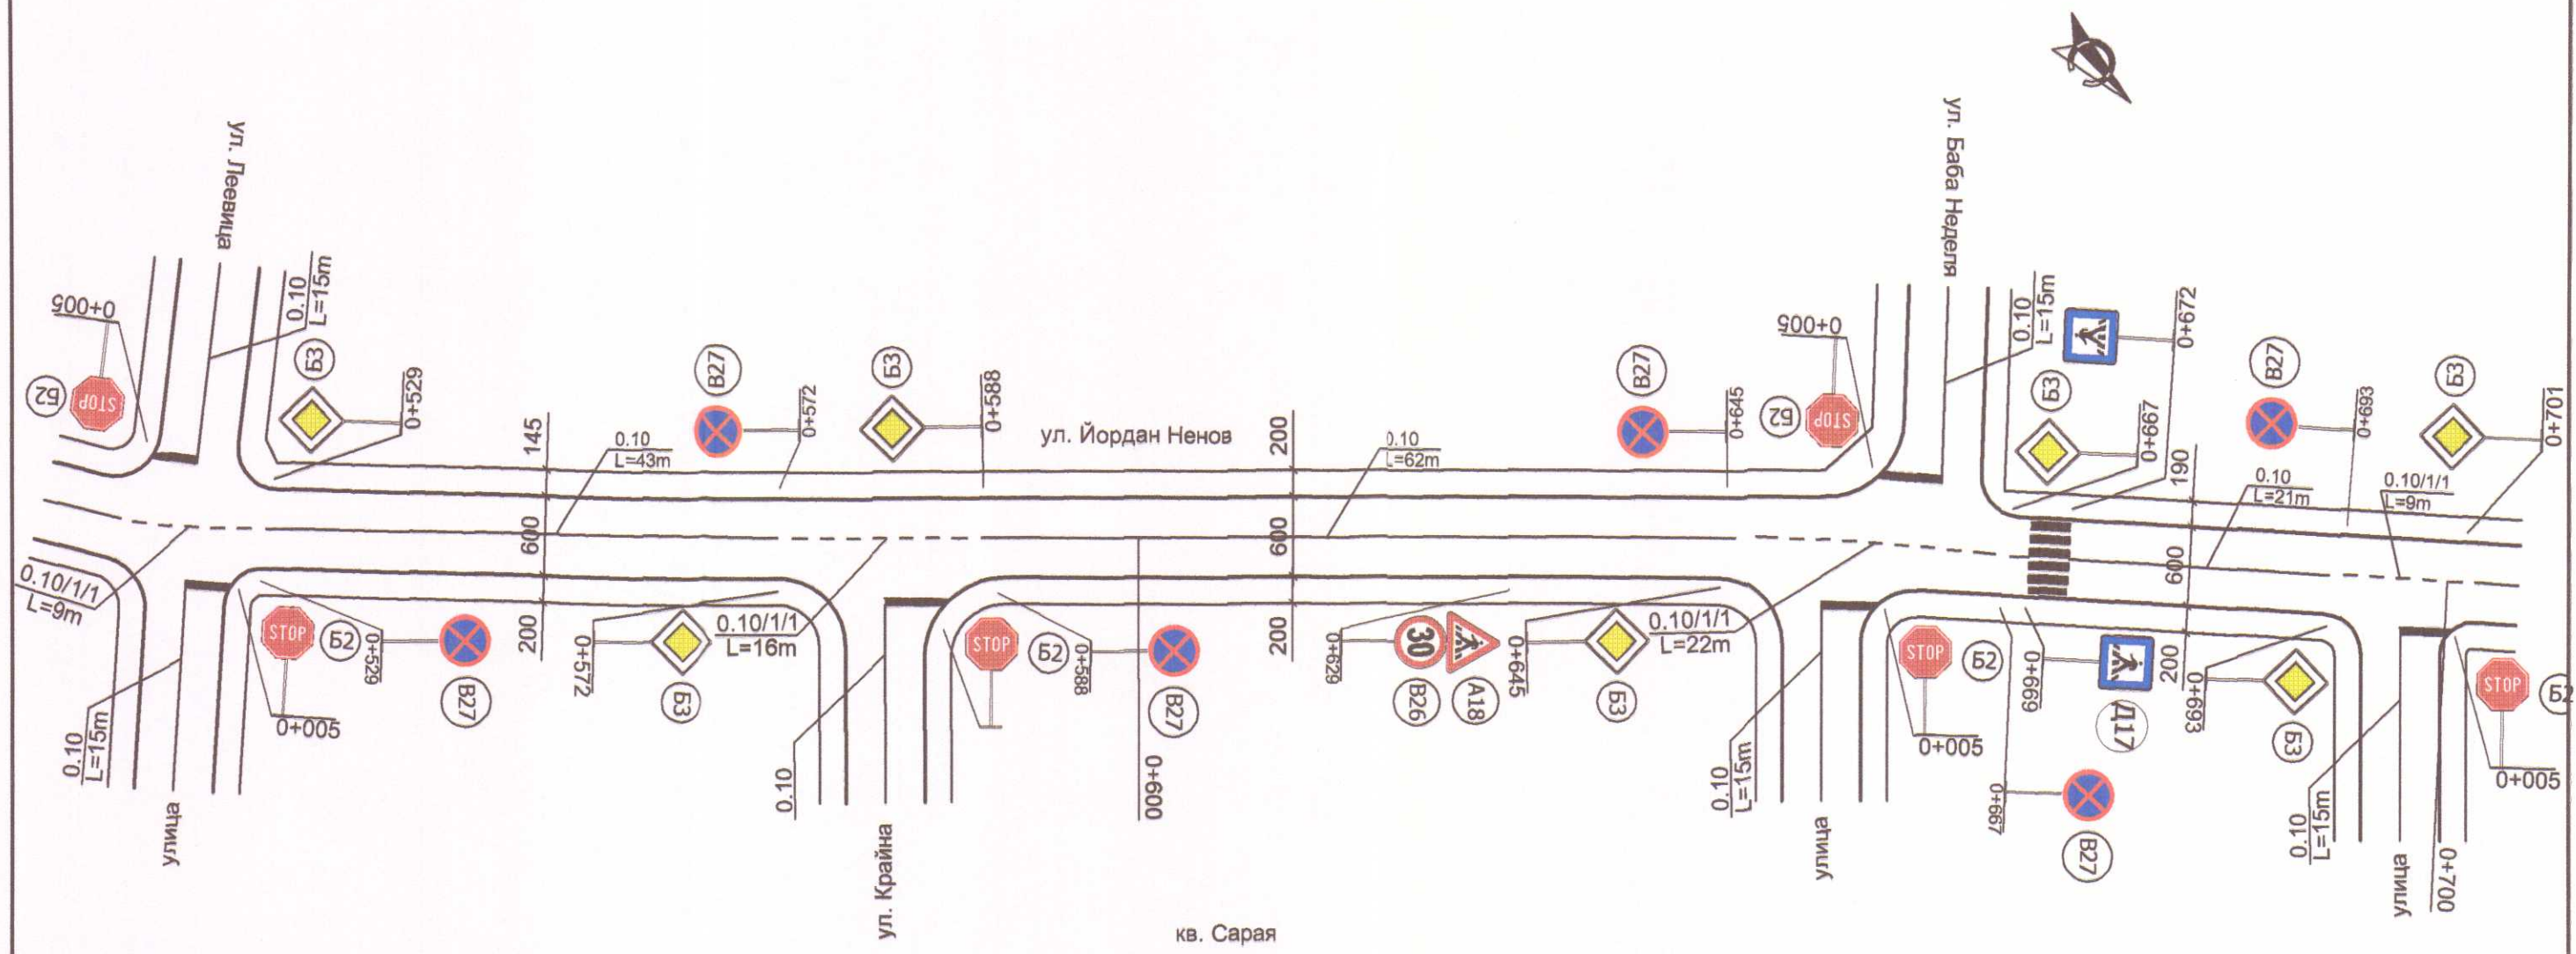 ул. Леевица
0.10
L=15m
0+005
Б2
STOP
Б3
0+529
145
0.10
L=43m
В27
0+572
Б3
0+588
ул. Йордан Ненов
200
0.10
L=62m
В27
0+645
0+005
Б2
STOP
ул. Баба Неделя
0.10
L=15m
0+672
Б3
0+667
190
В27
0+693
0.10
L=21m
0.10/1/1
L=9m
Б3
0+701
600
600
600
0.10/1/1
L=9m
0.10
L=15m
улица
STOP
Б2
0+005
0+529
В27
200
0+572
Б3
0.10/1/1
L=16m
0.10
ул. Крайна
STOP
Б2
0+588
В27
0+600
200
0+629
30
В26
А18
0+645
Б3
0.10/1/1
L=22m
0.10
L=15m
улица
STOP
Б2
0+005
0+669
Д17
0+667
В27
200
0+693
Б3
0.10
L=15m
улица
0+700
STOP
Б2
0+005
кв. Сарая